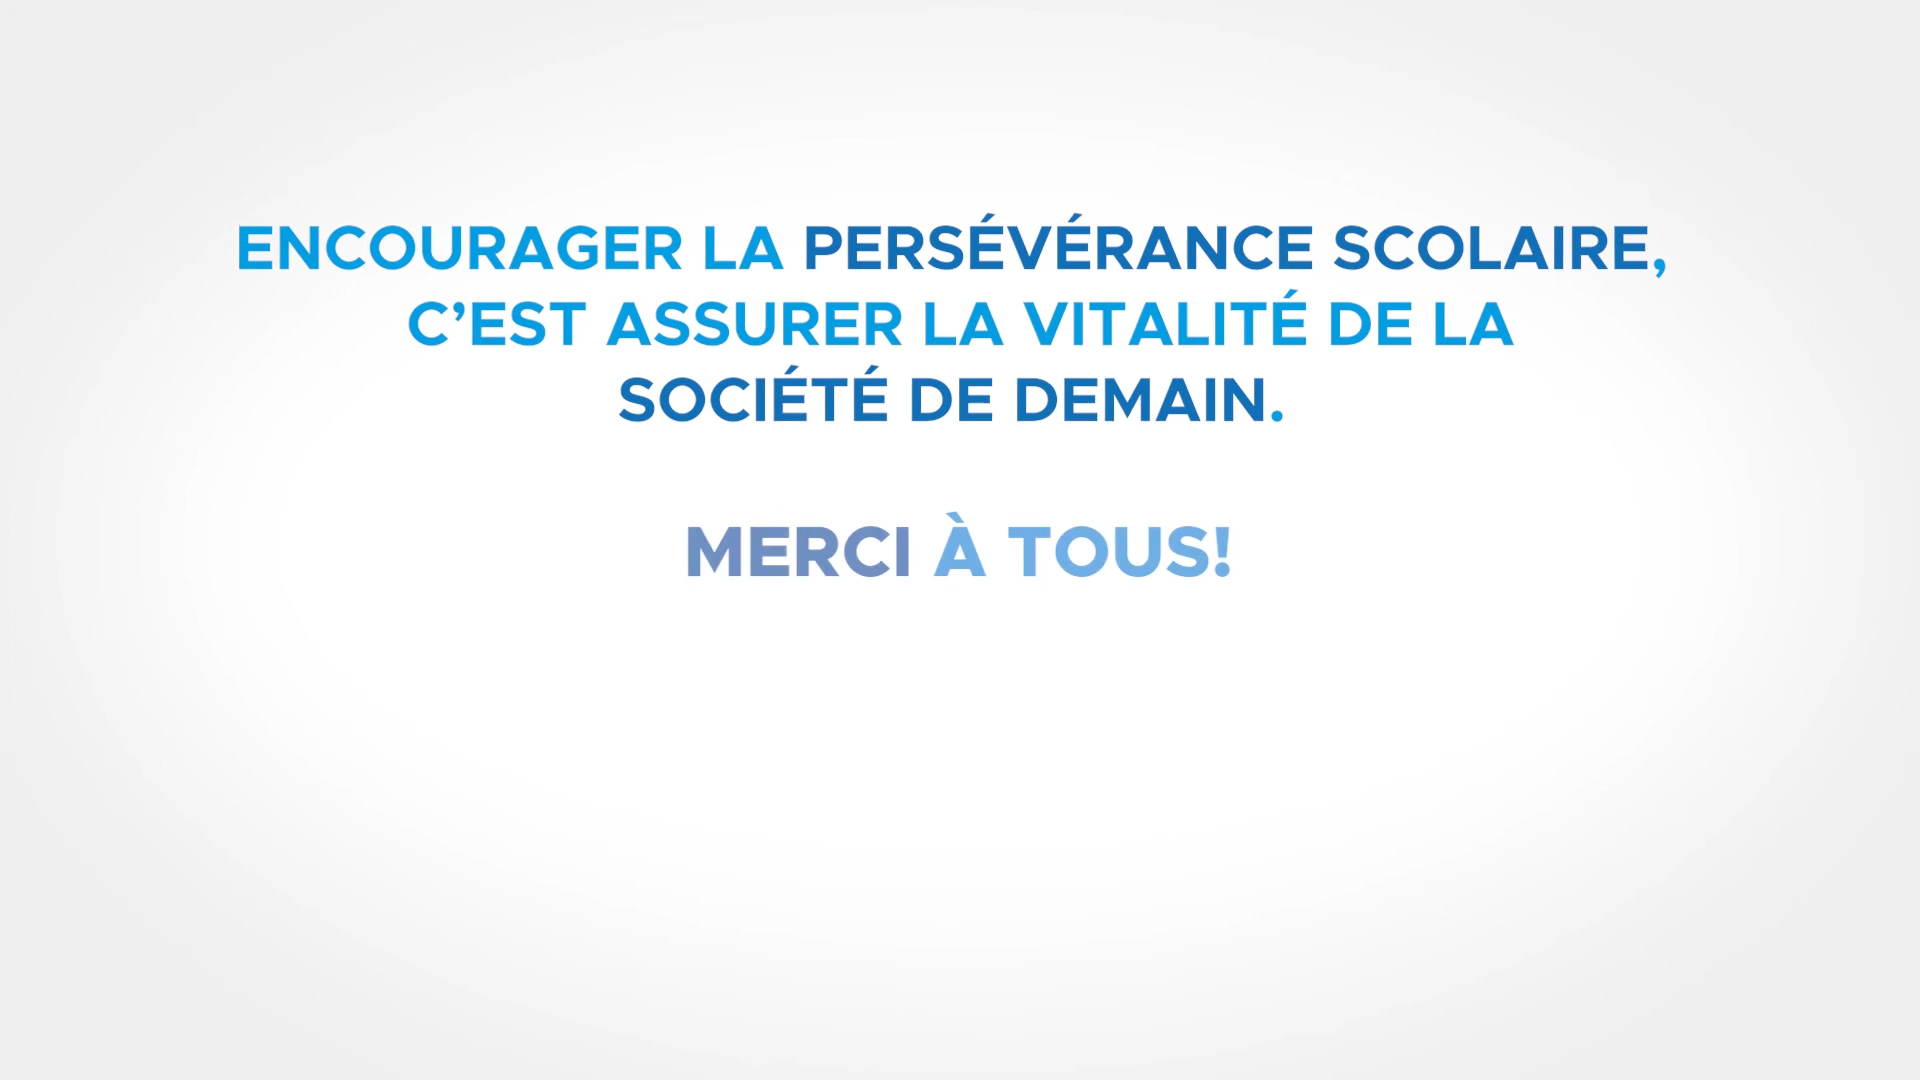 ENCOURAGER LA PERSÉVÉRANCE SCOLAIRE,
C’EST ASSURER LA VITALITÉ DE LA
SOCIÉTÉ DE DEMAIN.
MERCI À TOUS!